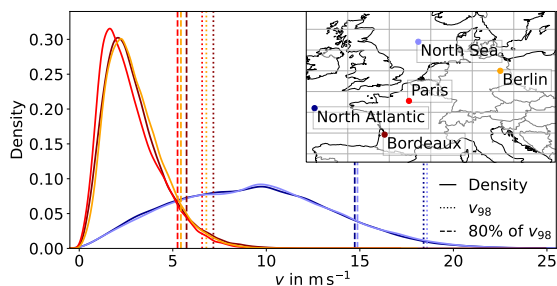 0.30
0.25
0.20
0.15
0.10
0.05
0.00
Density
0
5
10
15
20
25
v in m s⁻¹
North Sea
Berlin
Paris
North Atlantic
Bordeaux
Density
v₉₈
80% of v₉₈